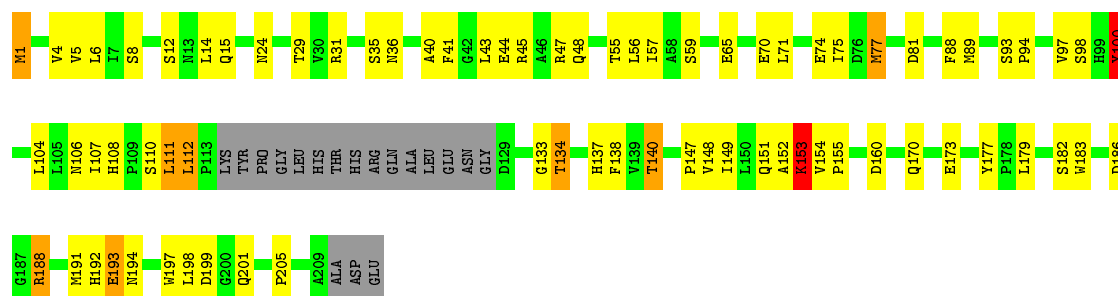 M1 V4 V5 L6 I7 S8 S12 N13 L14 Q15 N24 T29 V30 R31 S35 N36 A40 F41 G42 L43 E44 R45 A46 R47 Q48 T55 L56 I57 A58 S59 E65 E70 L71 E74 I75 D76 M77 D81 F88 M89 S93 P94 V97 S98 H99 Y100
L104 L105 N106 I107 H108 P109 S110 L111 L112 P113 LYS TYR PRO GLY LEU HIS THR HIS ARG GLN ALA LEU GLU ASN GLY D129 G133 T134 H137 F138 V139 T140 P147 V148 I149 L150 Q151 A152 K153 V154 P155 D160 Q170 E173 Y177 P178 L179 S182 W183 D186
G187 R188 M191 H192 E193 N194 W197 L198 D199 G200 Q201 P205 A209 ALA ASP GLU